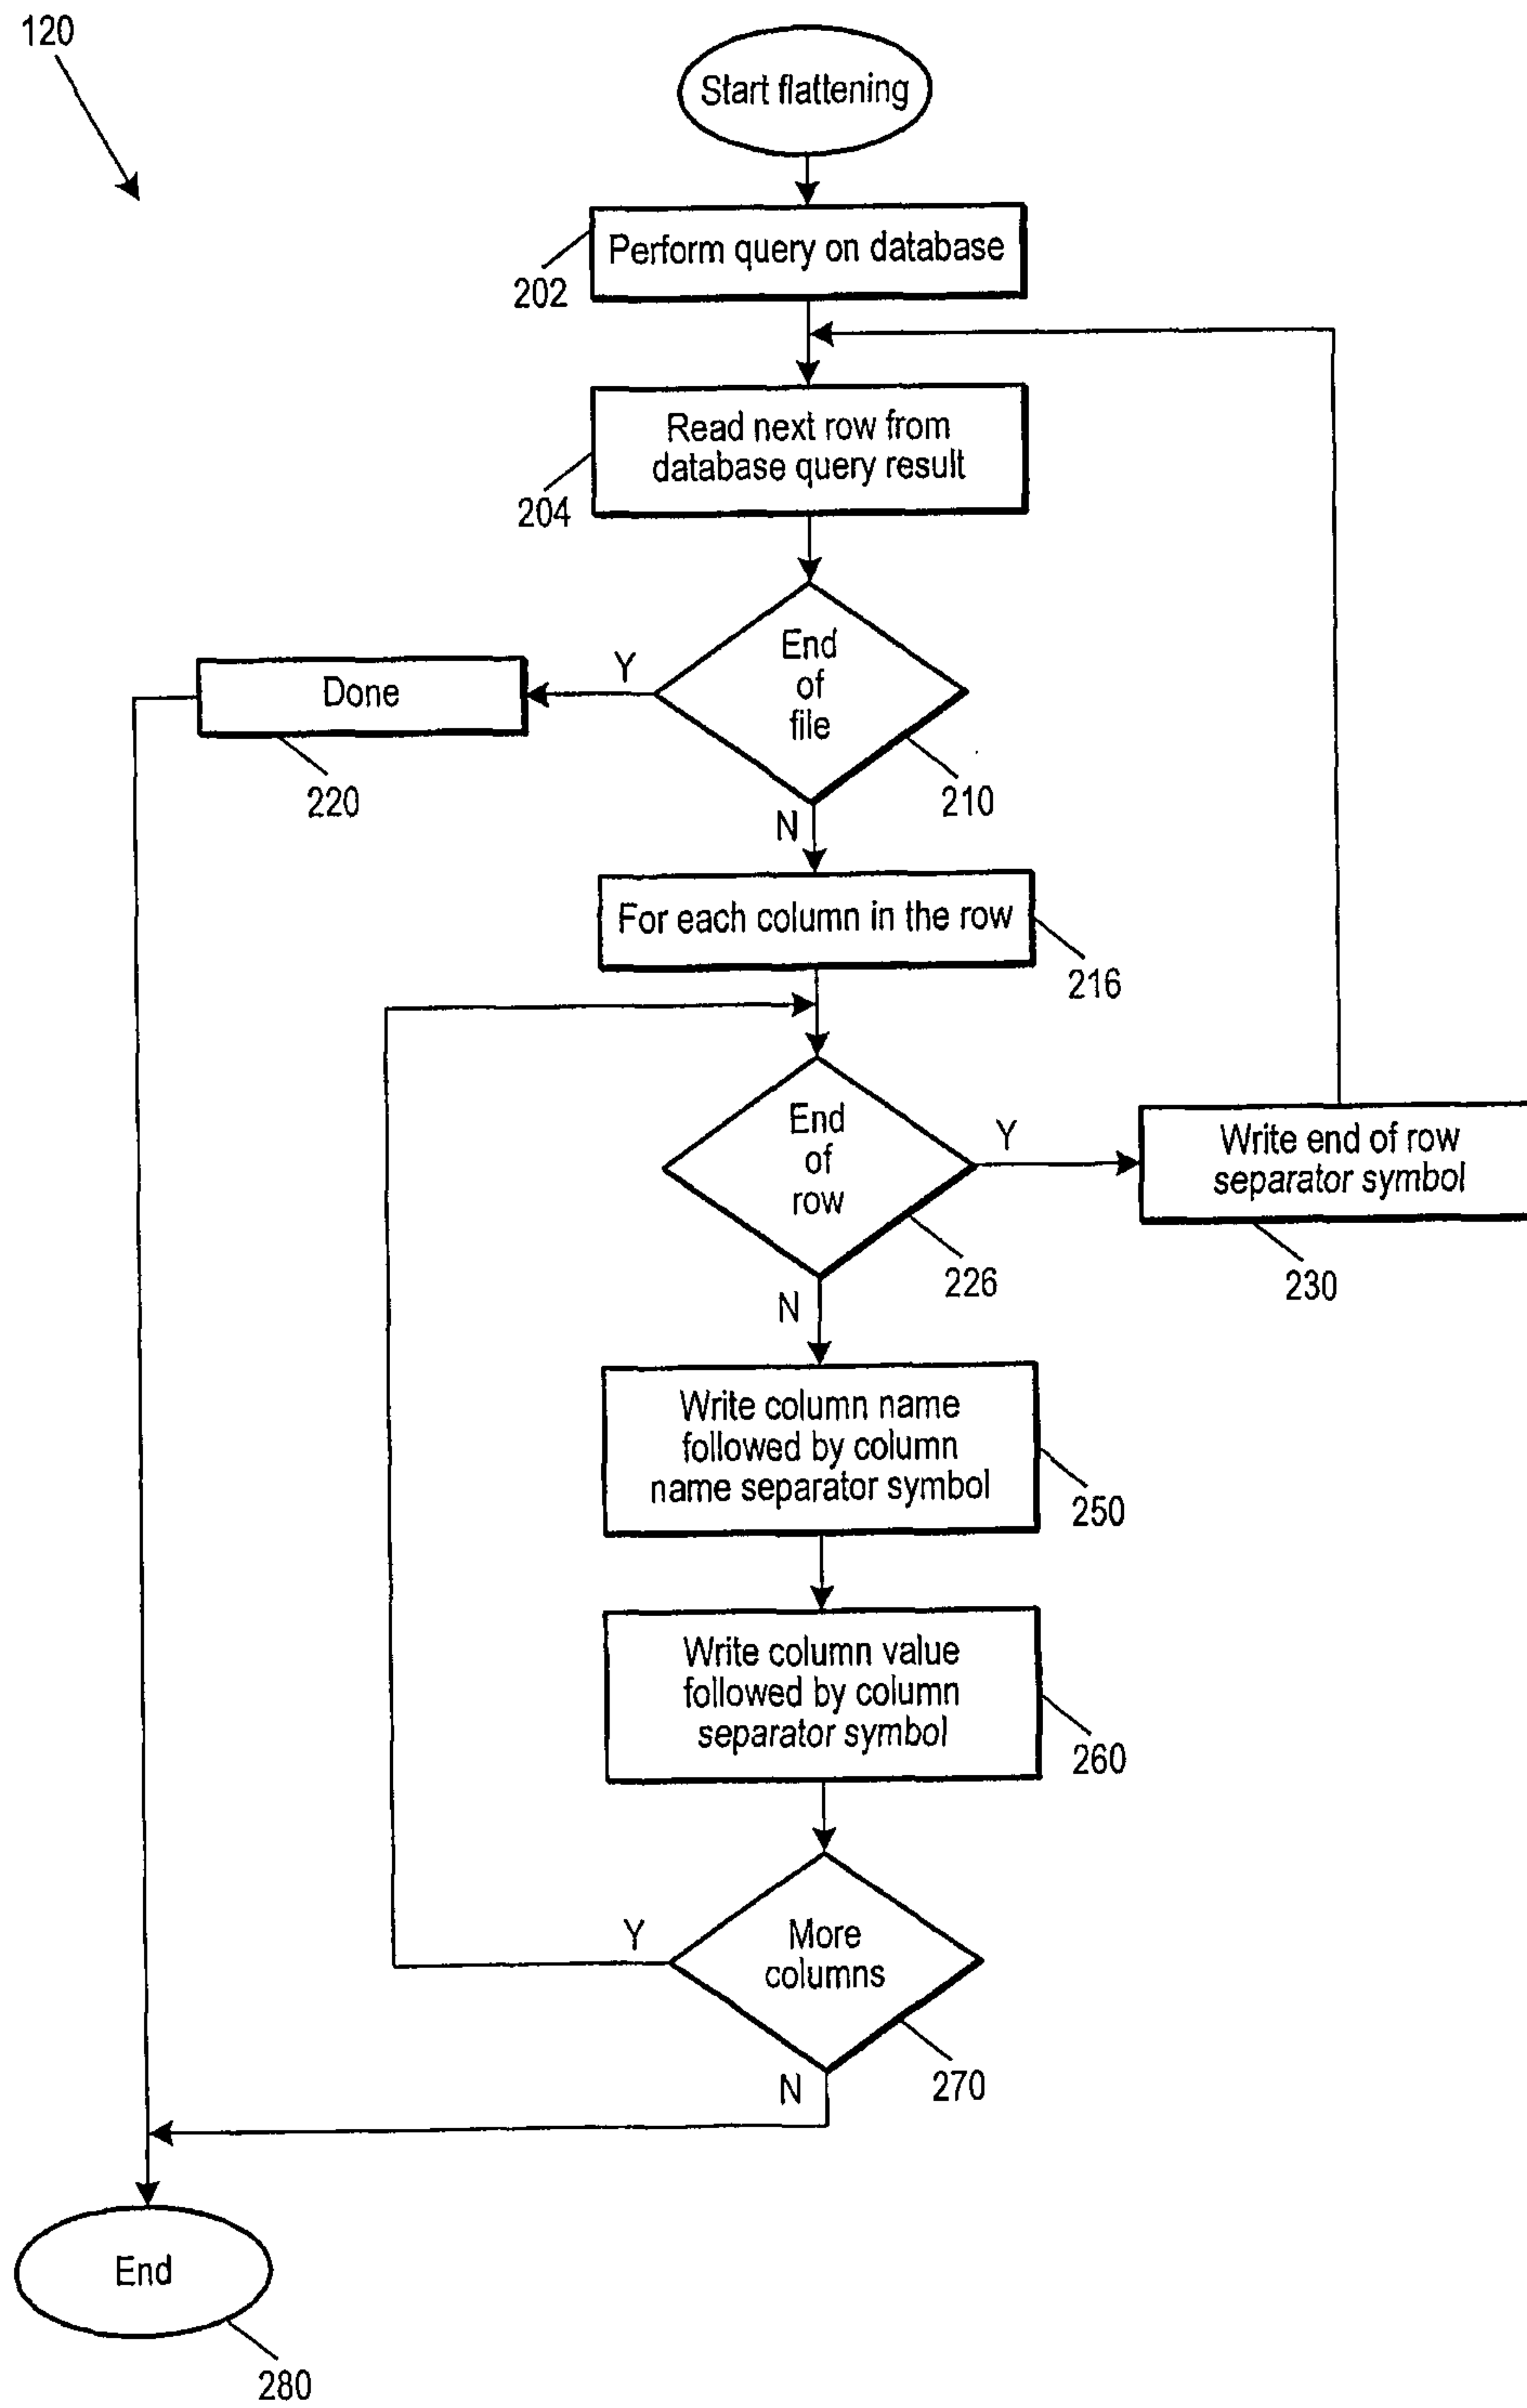 120
Start flattening
Perform query on database
202
Read next row from
database query result
204
End
of
file
Y
Done
220
210
N
For each column in the row
216
End
of
row
Y
Write end of row
separator symbol
226
230
N
Write column name
followed by column
name separator symbol
250
Write column value
followed by column
separator symbol
260
More
columns
Y
270
N
End
280